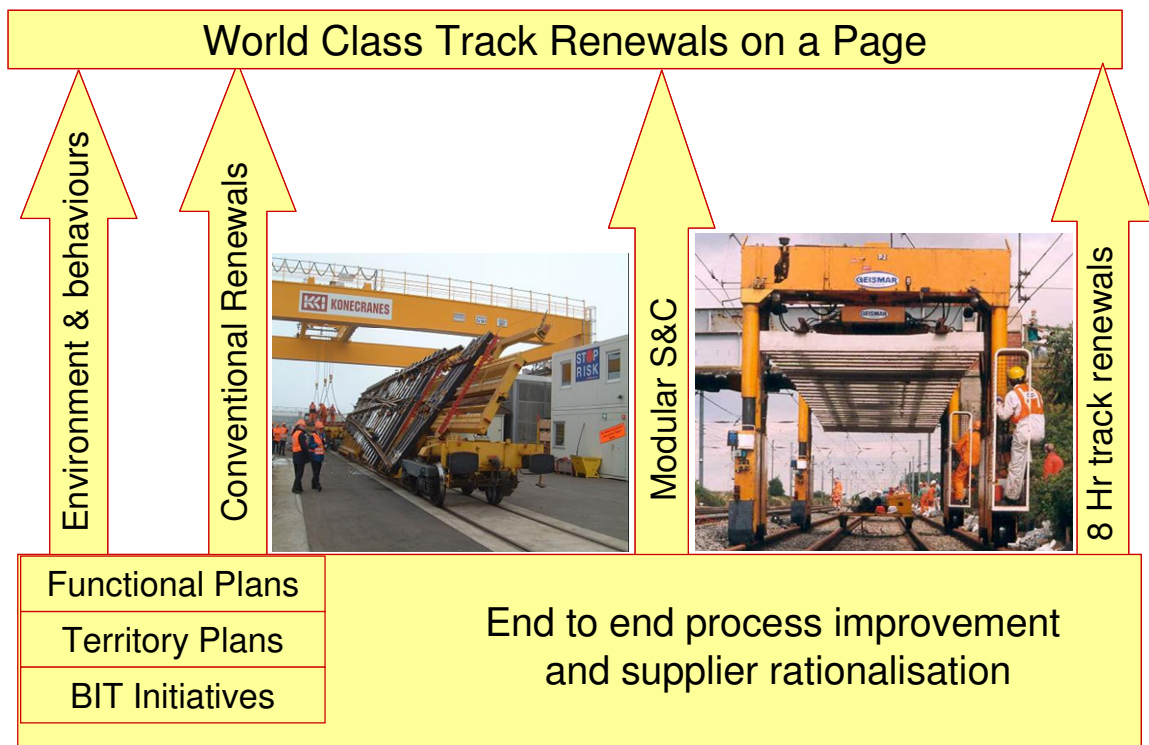 World Class Track Renewals on a Page
Environment & behaviours
Conventional Renewals
KONECRANES
STOP
RISK
Modular S&C
GEISMAR
GEISMAR
8 Hr track renewals
Functional Plans
Territory Plans
BIT Initiatives
End to end process improvement
and supplier rationalisation